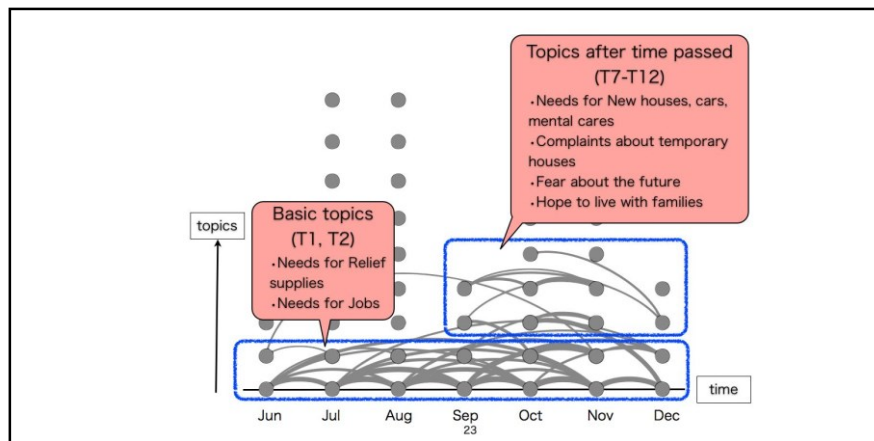 Topics after time passed
(T7-T12)
・Needs for New houses, cars,
mental cares
・Complaints about temporary
houses
・Fear about the future
・Hope to live with families
topics
Basic topics
(T1, T2)
・Needs for Relief
supplies
・Needs for Jobs
time
Jun Jul Aug Sep Oct Nov Dec
23